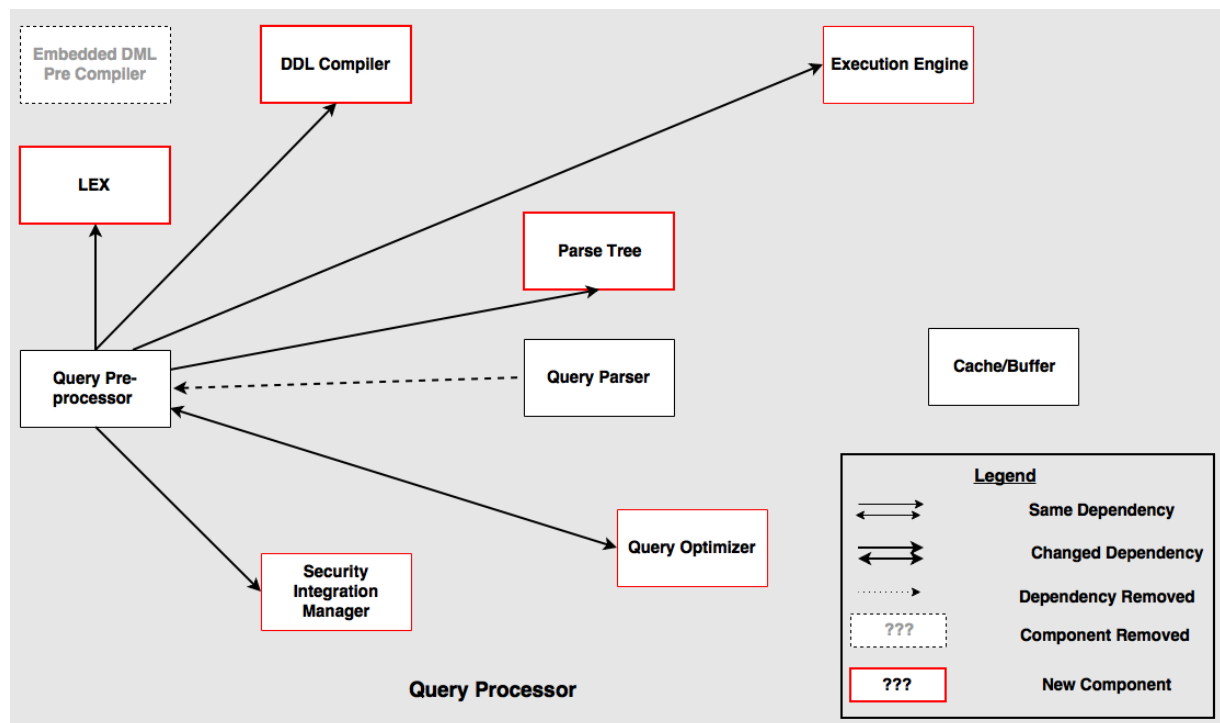 Embedded DML
Pre Compiler
DDL Compiler
Execution Engine
LEX
Parse Tree
Query Pre-
processor
Query Parser
Cache/Buffer
Query Optimizer
Security
Integration
Manager
Query Processor
Legend
Same Dependency
Changed Dependency
Dependency Removed
???
Component Removed
???
New Component